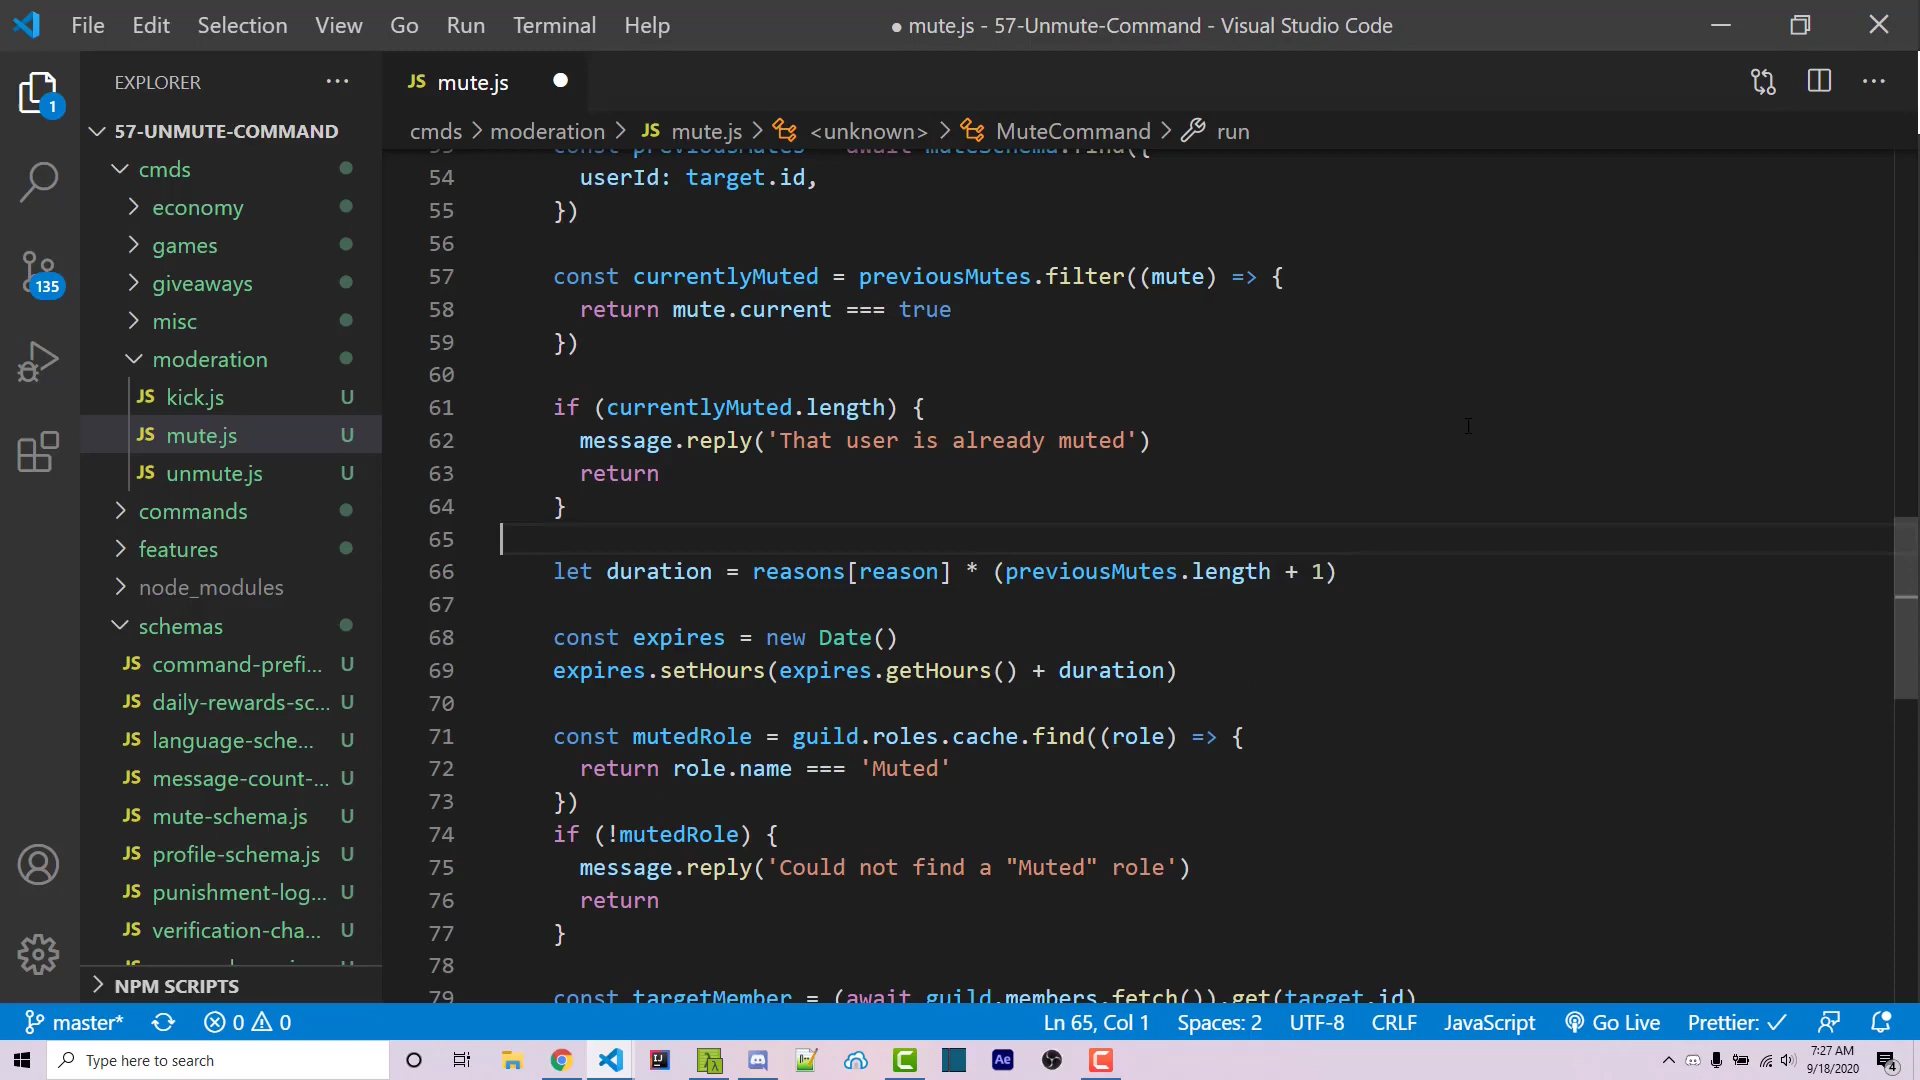 File Edit Selection View Go Run Terminal Help
● mute.js - 57-Unmute-Command - Visual Studio Code
EXPLORER ···
JS mute.js
1
57-UNMUTE-COMMAND
cmds > moderation > JS mute.js > <unknown> > MuteCommand > run
cmds
economy
games
giveaways
135
misc
moderation
JS kick.js U
JS mute.js U
JS unmute.js U
commands
features
node_modules
schemas
JS command-prefi... U
JS daily-rewards-sc... U
JS language-sche... U
JS message-count-... U
JS mute-schema.js U
JS profile-schema.js U
JS punishment-log... U
JS verification-cha... U
NPM SCRIPTS
const previousMutes = await muteSchema.find({
54 userId: target.id,
55 })
56
57 const currentlyMuted = previousMutes.filter((mute) => {
58 return mute.current === true
59 })
60
61 if (currentlyMuted.length) {
62 message.reply('That user is already muted')
63 return
64 }
65
66 let duration = reasons[reason] * (previousMutes.length + 1)
67
68 const expires = new Date()
69 expires.setHours(expires.getHours() + duration)
70
71 const mutedRole = guild.roles.cache.find((role) => {
72 return role.name === 'Muted'
73 })
74 if (!mutedRole) {
75 message.reply('Could not find a "Muted" role')
76 return
77 }
78
79 const targetMember = (await guild.members.fetch()).get(target.id)
master* 0 0 Ln 65, Col 1 Spaces: 2 UTF-8 CRLF JavaScript Go Live Prettier: ✓
Type here to search
Ae
7:27 AM
9/18/2020
4